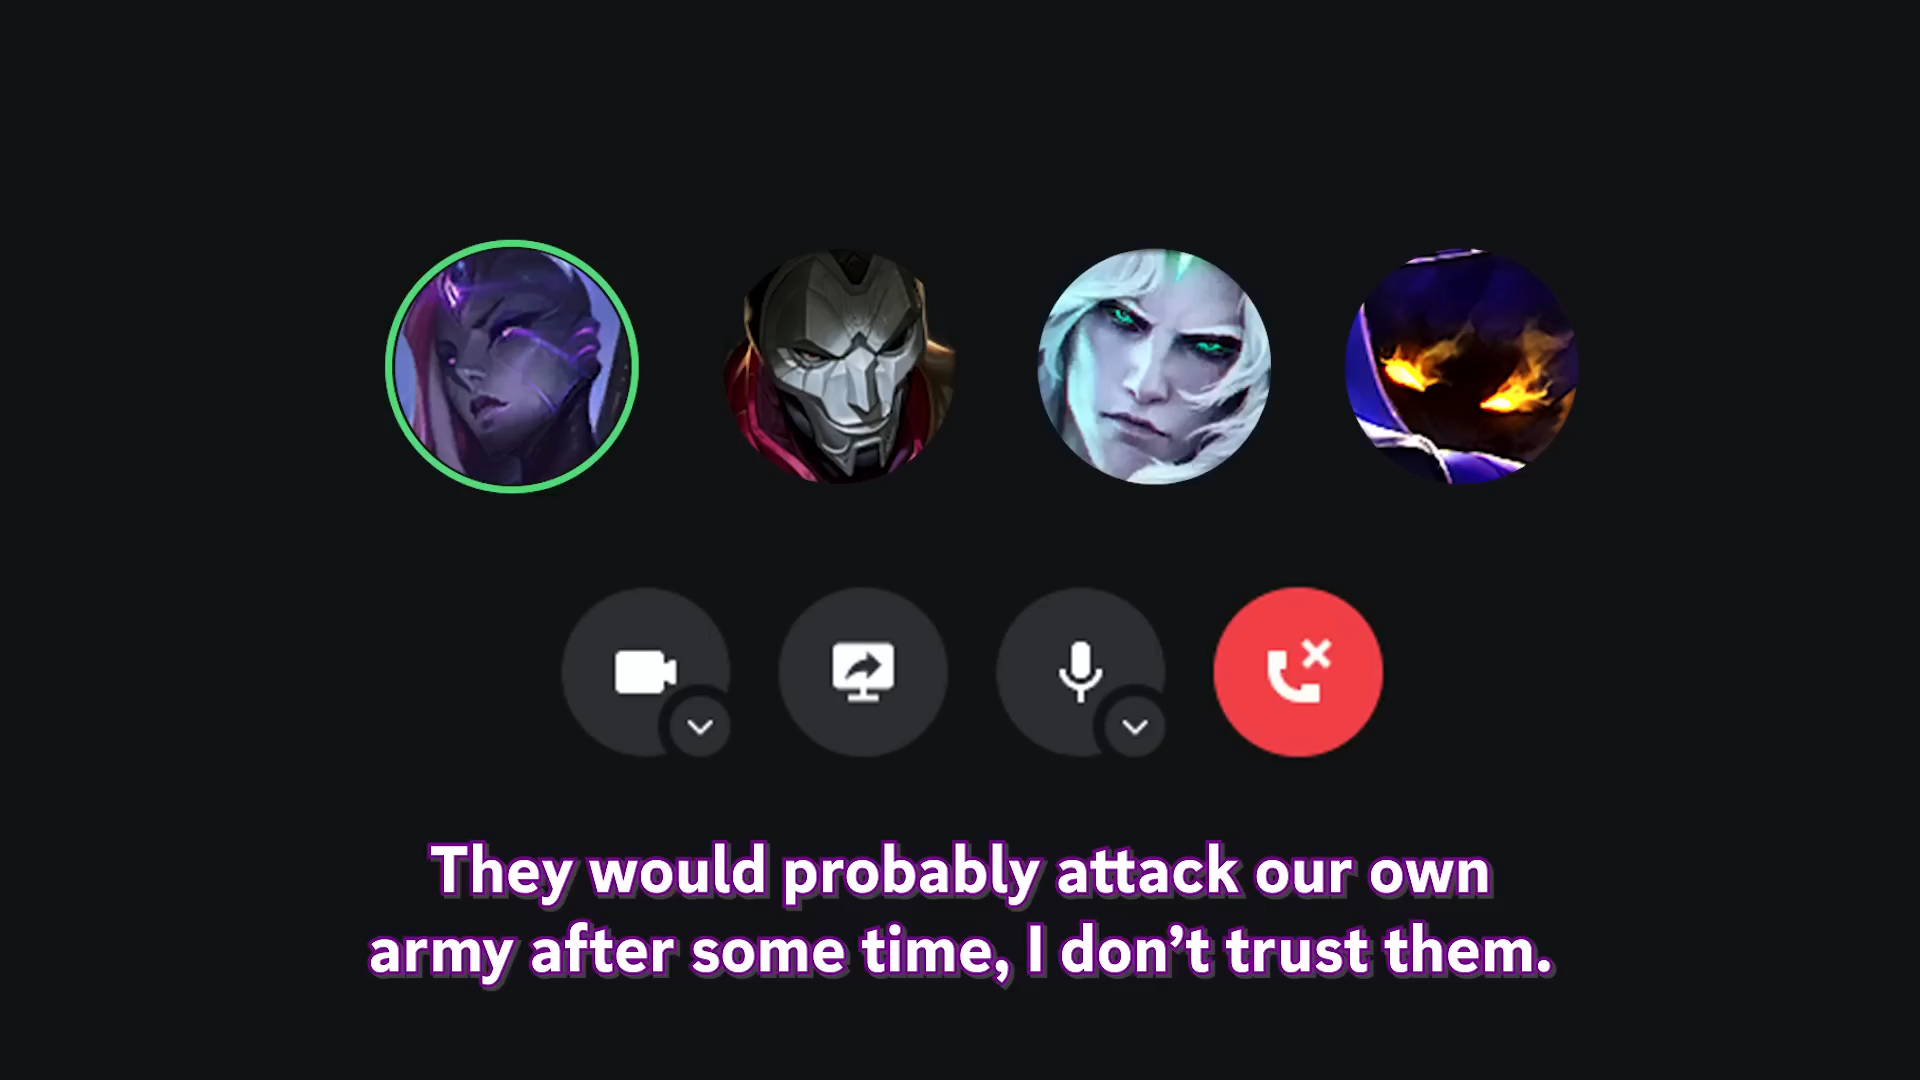 They would probably attack our own
army after some time, I don’t trust them.